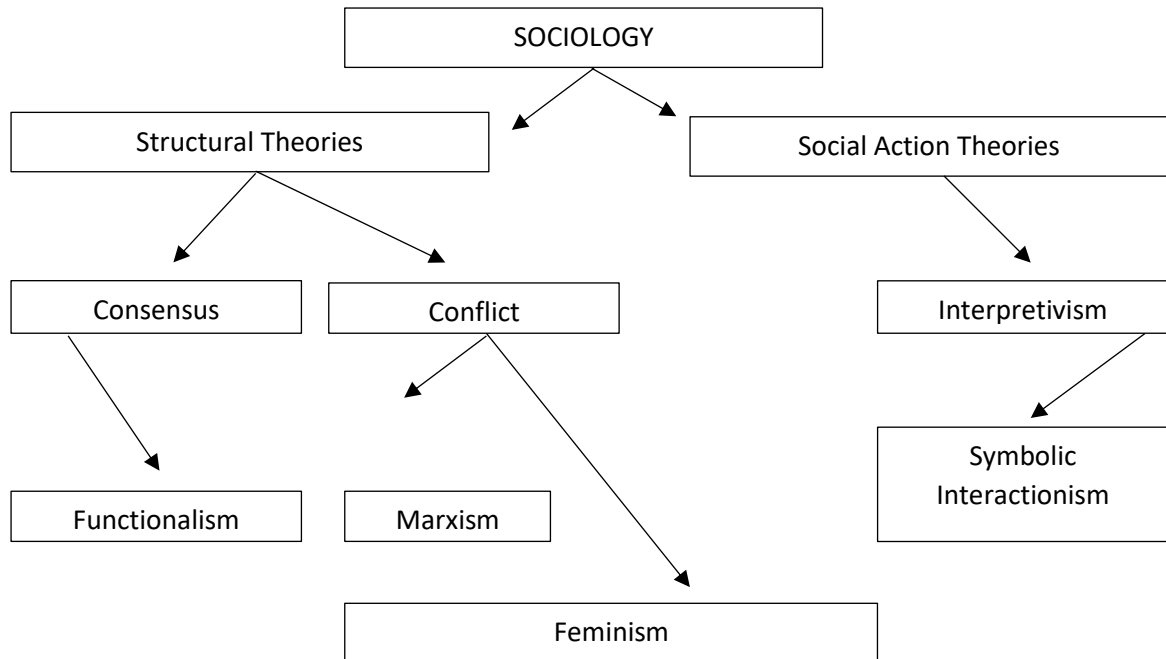 SOCIOLOGY
Structural Theories
Social Action Theories
Consensus
Conflict
Interpretivism
Symbolic
Interactionism
Functionalism
Marxism
Feminism